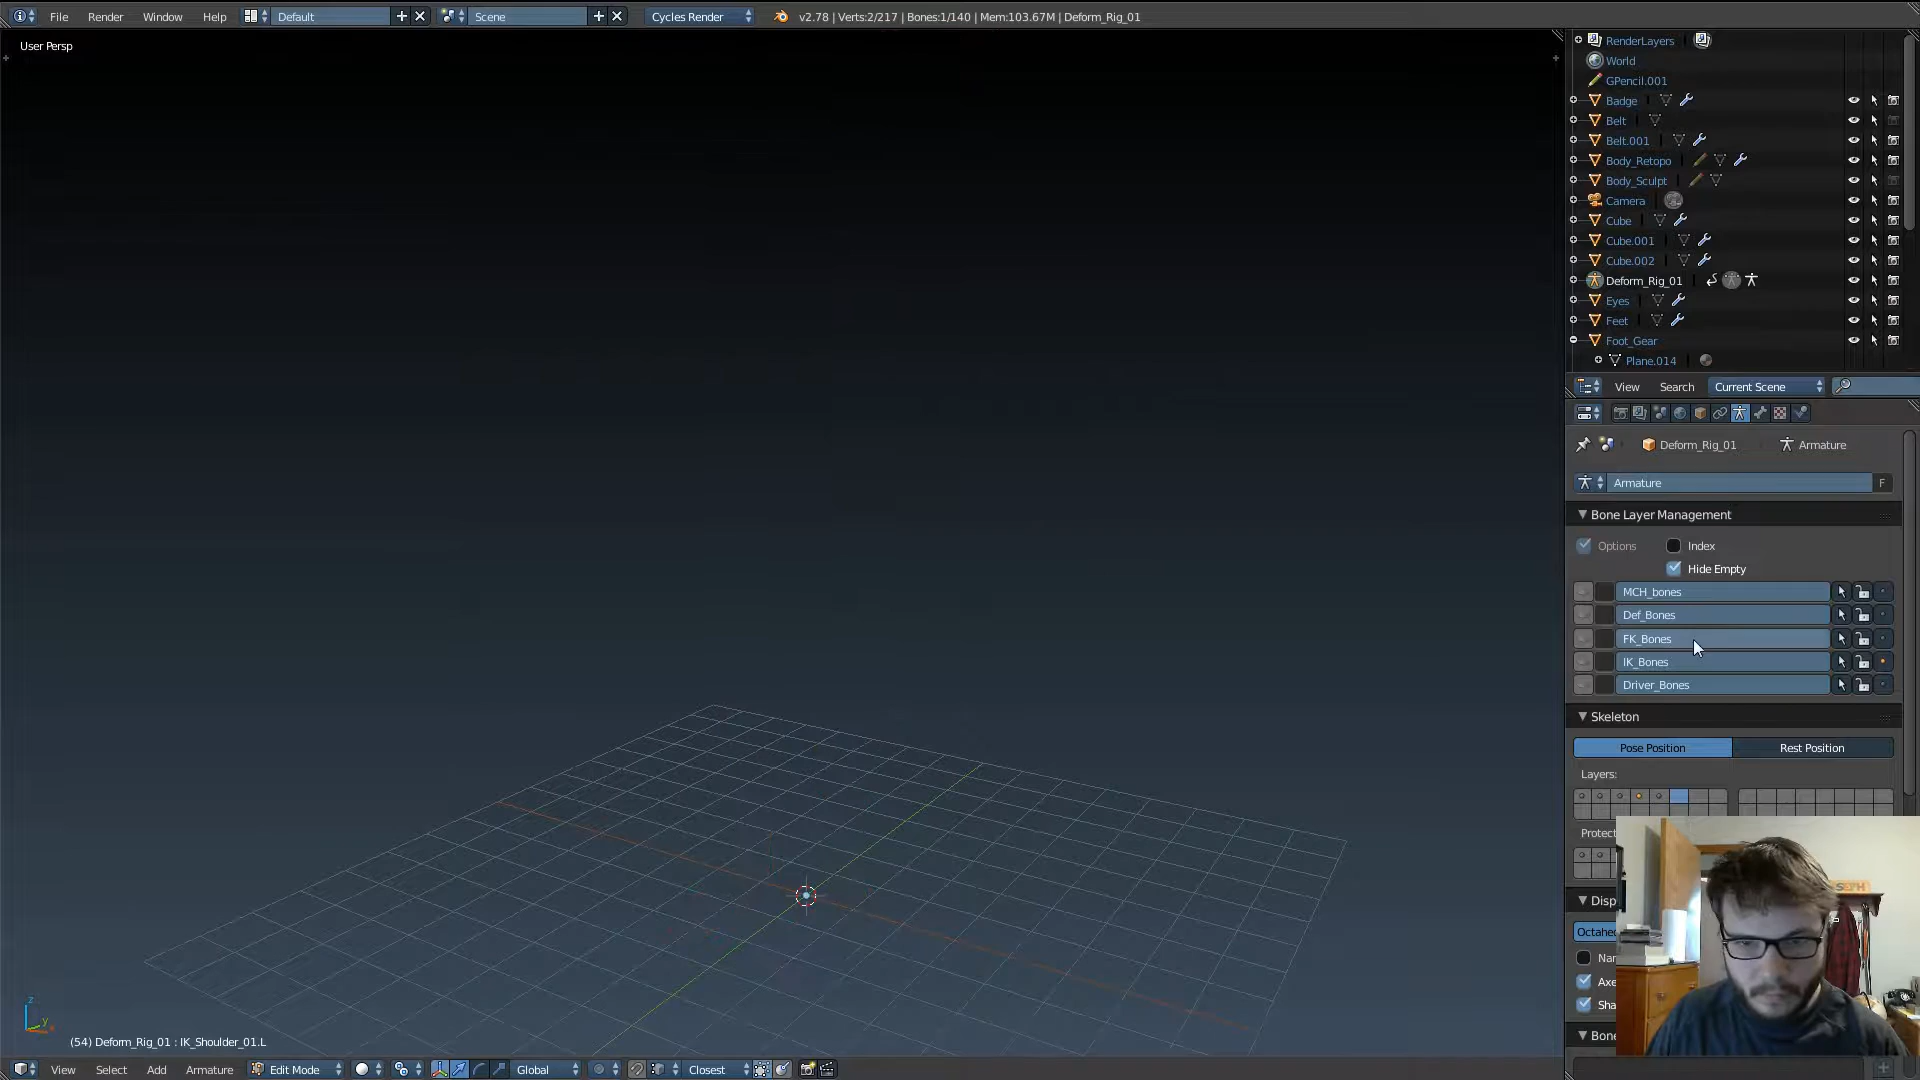 File Render Window Help Default Scene Cycles Render v2.78 | Verts:2/217 | Bones:1/140 | Mem:103.67M | Deform_Rig_01
User Persp
RenderLayers
World
GPencil.001
Badge
Belt
Belt.001
Body_Retopo
Body_Sculpt
Camera
Cube
Cube.001
Cube.002
Deform_Rig_01
Eyes
Feet
Foot_Gear
Plane.014
View Search Current Scene
Deform_Rig_01 Armature
Armature F
Bone Layer Management
Options Index
Hide Empty
MCH_bones
Def_Bones
FK_Bones
IK_Bones
Driver_Bones
Skeleton
Pose Position Rest Position
Layers:
Protect
Disp
Octahed
Nar
Axe
Sha
Bone
(54) Deform_Rig_01 : IK_Shoulder_01.L
View Select Add Armature Edit Mode Global Closest